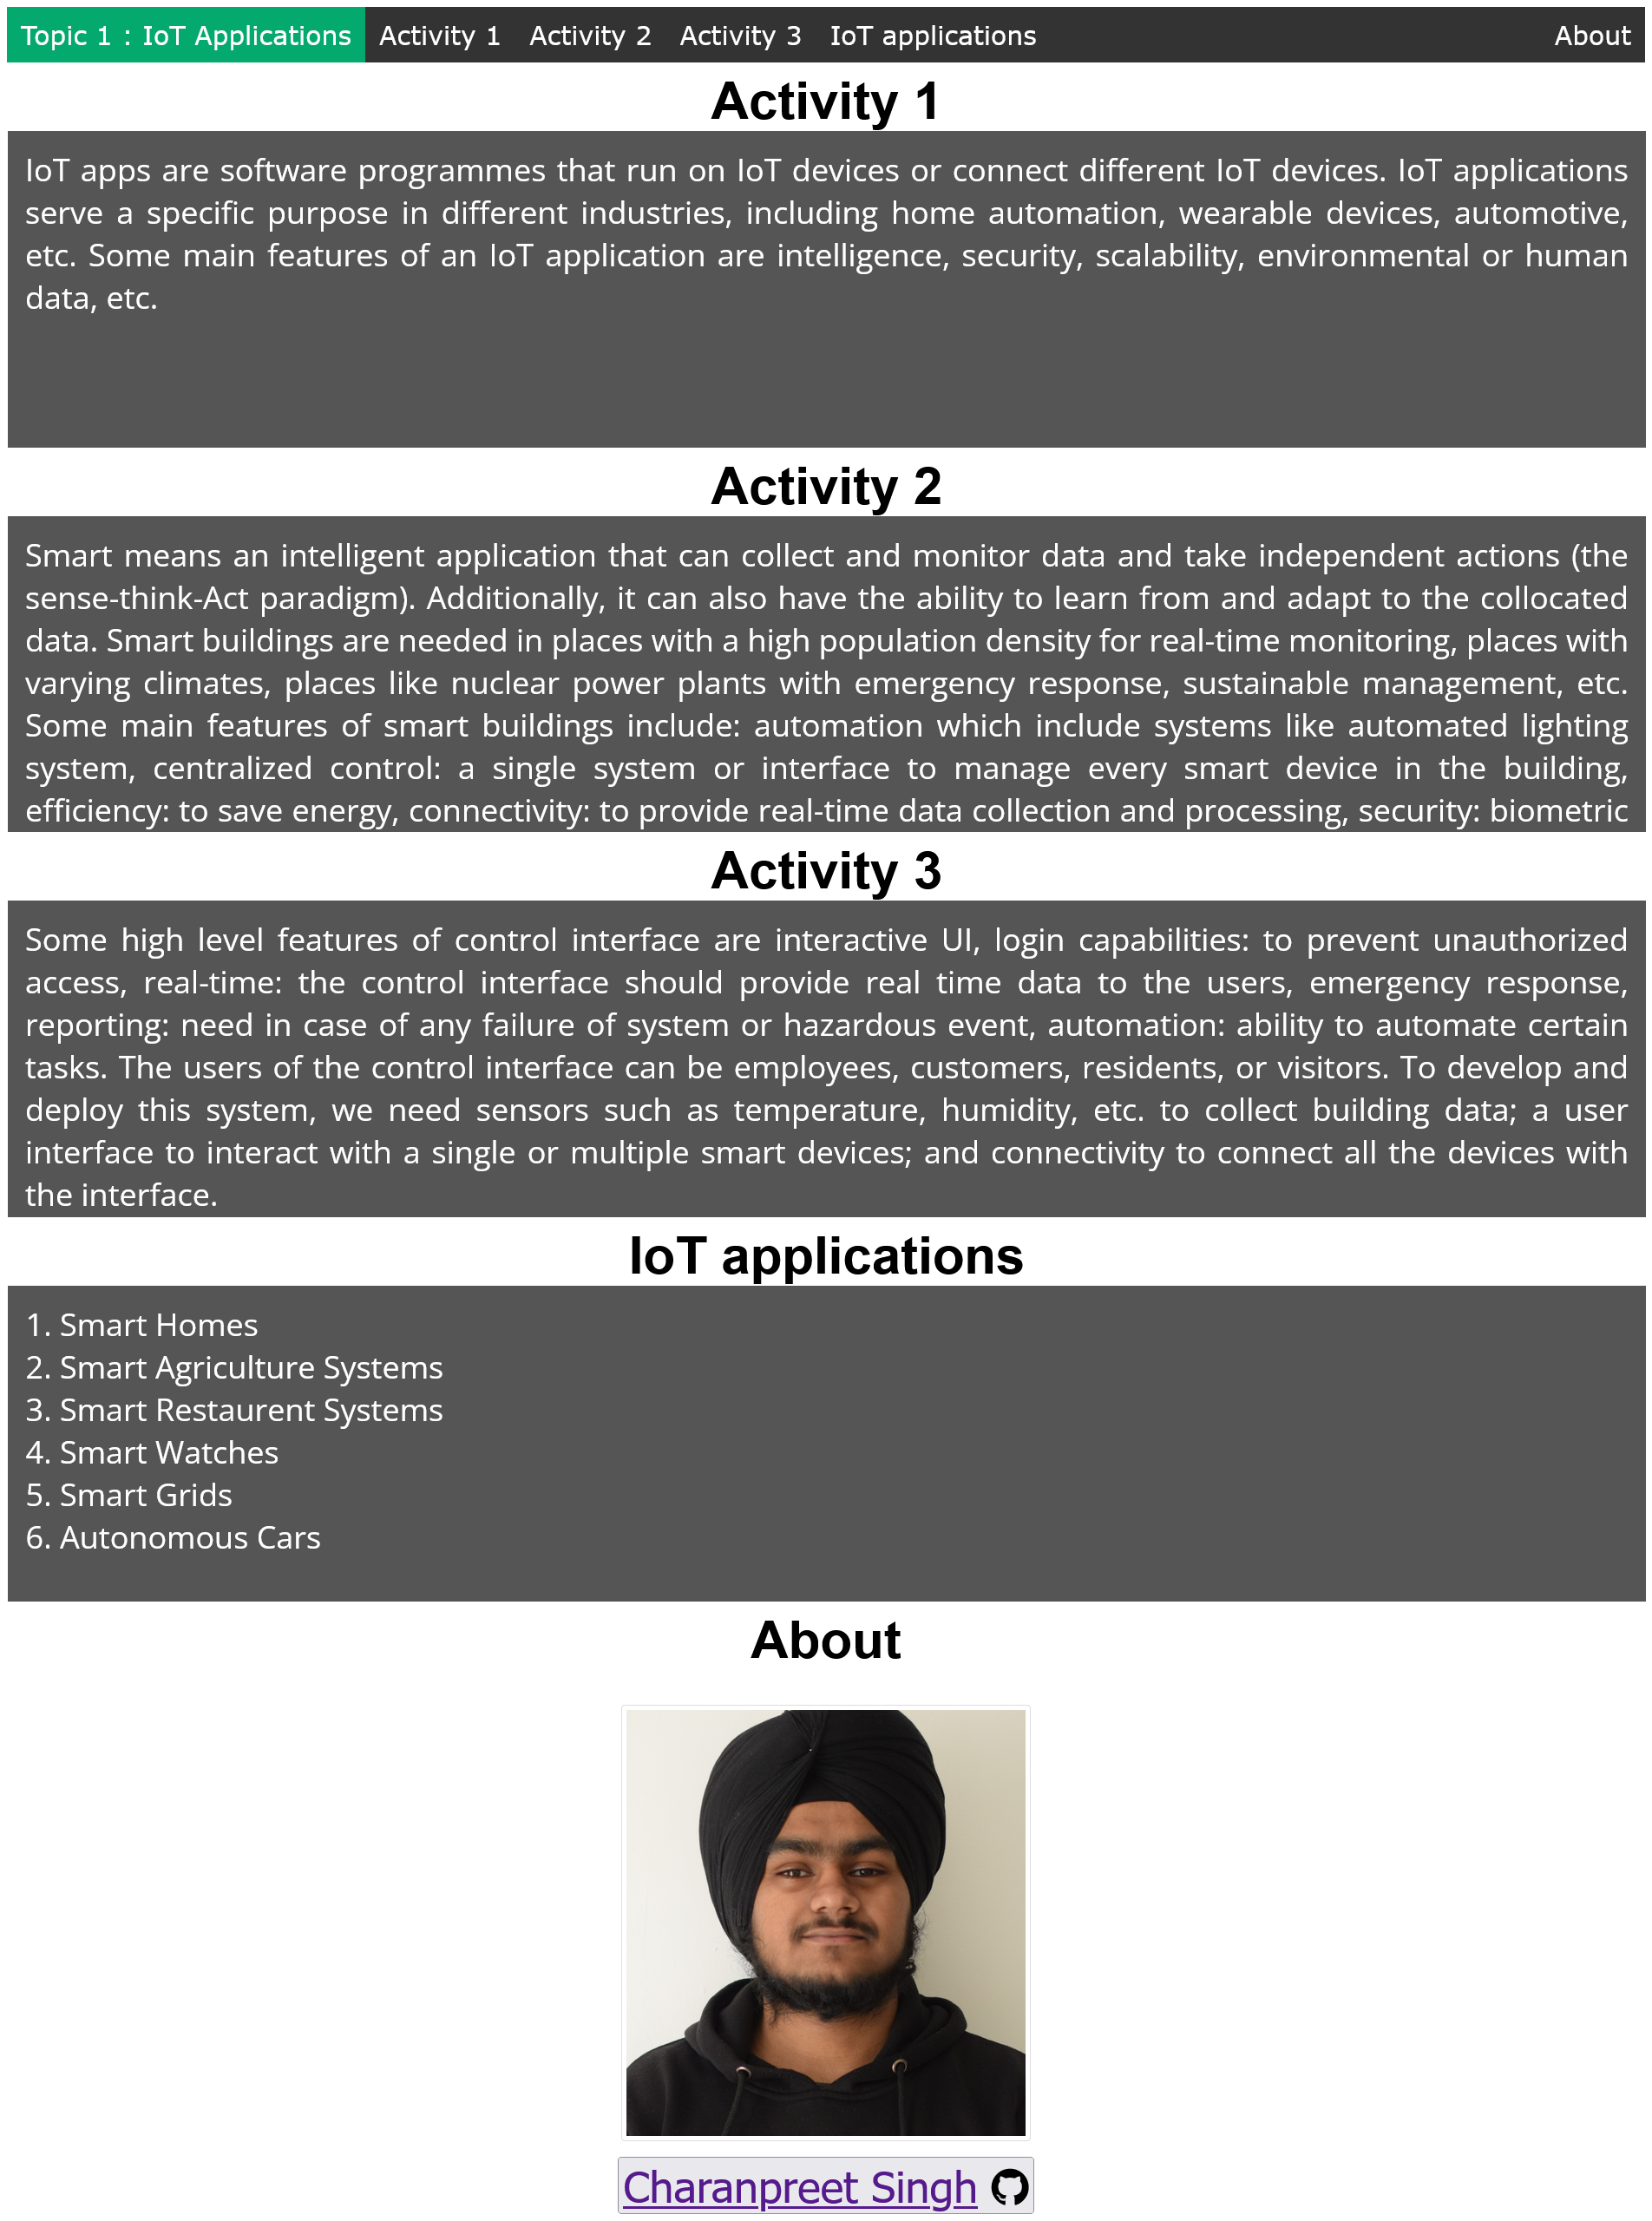 Topic 1 : IoT Applications Activity 1 Activity 2 Activity 3 IoT applications About
Activity 1
IoT apps are software programmes that run on IoT devices or connect different IoT devices. IoT applications
serve a specific purpose in different industries, including home automation, wearable devices, automotive,
etc. Some main features of an IoT application are intelligence, security, scalability, environmental or human
data, etc.
Activity 2
Smart means an intelligent application that can collect and monitor data and take independent actions (the
sense-think-Act paradigm). Additionally, it can also have the ability to learn from and adapt to the collocated
data. Smart buildings are needed in places with a high population density for real-time monitoring, places with
varying climates, places like nuclear power plants with emergency response, sustainable management, etc.
Some main features of smart buildings include: automation which include systems like automated lighting
system, centralized control: a single system or interface to manage every smart device in the building,
efficiency: to save energy, connectivity: to provide real-time data collection and processing, security: biometric
Activity 3
Some high level features of control interface are interactive UI, login capabilities: to prevent unauthorized
access, real-time: the control interface should provide real time data to the users, emergency response,
reporting: need in case of any failure of system or hazardous event, automation: ability to automate certain
tasks. The users of the control interface can be employees, customers, residents, or visitors. To develop and
deploy this system, we need sensors such as temperature, humidity, etc. to collect building data; a user
interface to interact with a single or multiple smart devices; and connectivity to connect all the devices with
the interface.
IoT applications
1. Smart Homes
2. Smart Agriculture Systems
3. Smart Restaurent Systems
4. Smart Watches
5. Smart Grids
6. Autonomous Cars
About
Charanpreet Singh